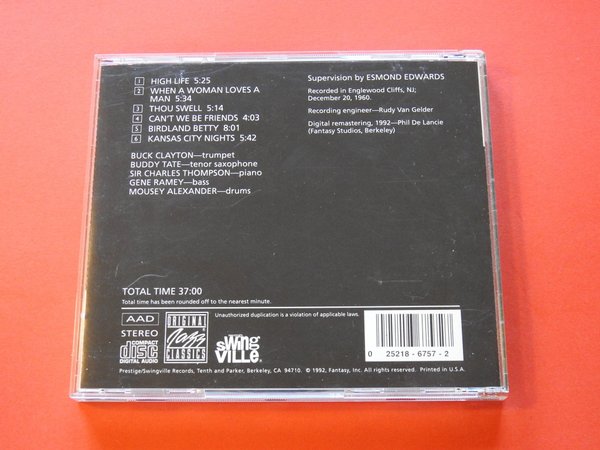 1 HIGH LIFE 5:25
2 WHEN A WOMAN LOVES A
MAN 5:34
3 THOU SWELL 5:14
4 CAN'T WE BE FRIENDS 4:03
5 BIRDLAND BETTY 8:01
6 KANSAS CITY NIGHTS 5:42
BUCK CLAYTON—trumpet
BUDDY TATE—tenor saxophone
SIR CHARLES THOMPSON—piano
GENE RAMEY—bass
MOUSEY ALEXANDER—drums
Supervision by ESMOND EDWARDS
Recorded in Englewood Cliffs, NJ;
December 20, 1960.
Recording engineer—Rudy Van Gelder
Digital remastering, 1992—Phil De Lancie
(Fantasy Studios, Berkeley)
TOTAL TIME 37:00
Total time has been rounded off to the nearest minute.
AAD
STEREO
COMPACT
disc
DIGITAL AUDIO
ORIGINAL
Jazz
CLASSICS
Unauthorized duplication is a violation of applicable laws.
swing
VILLE.
0 25218-6757-2
Prestige/Swingville Records, Tenth and Parker, Berkeley, CA 94710. © 1992, Fantasy, Inc. All rights reserved. Printed in U.S.A.